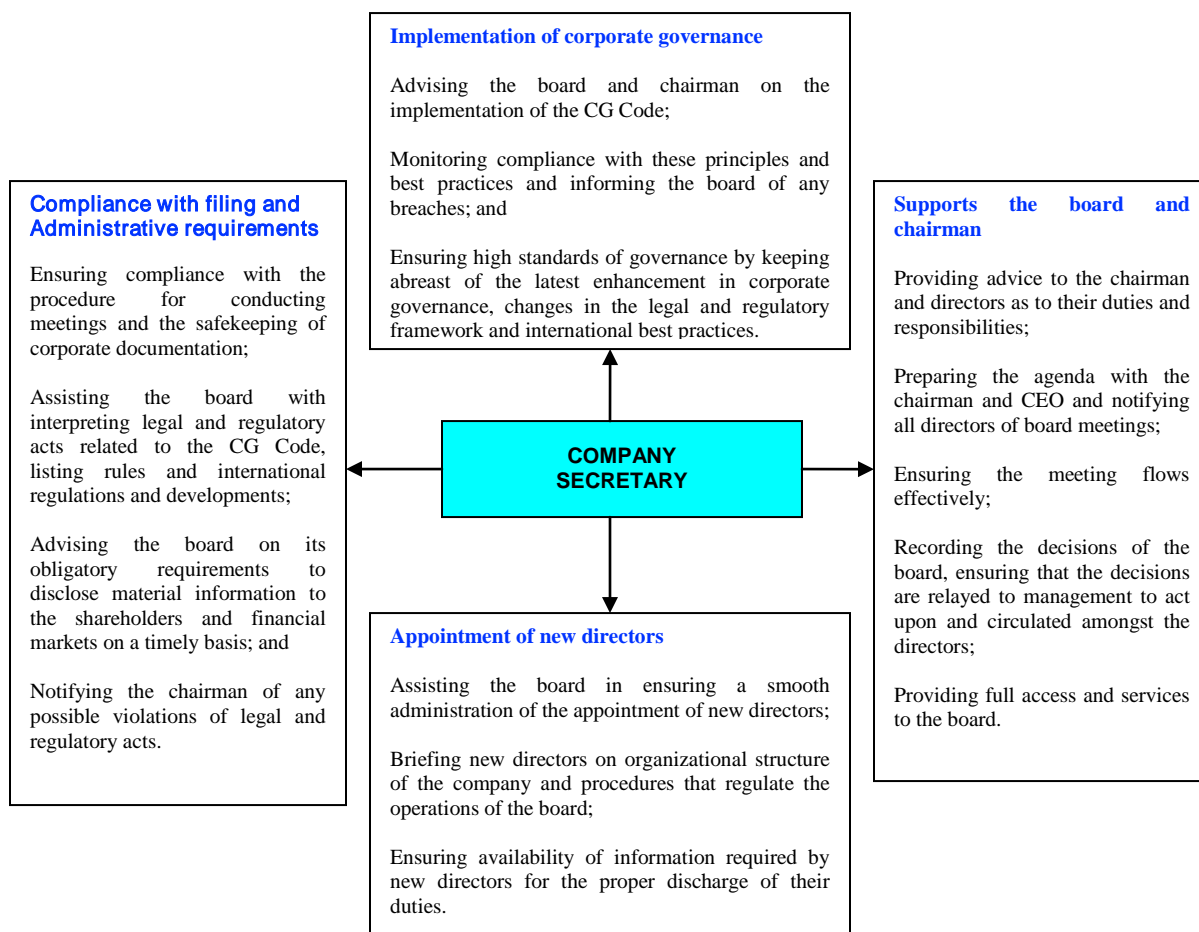 Implementation of corporate governance
Advising the board and chairman on the
implementation of the CG Code;
Monitoring compliance with these principles and
best practices and informing the board of any
breaches; and
Ensuring high standards of governance by keeping
abreast of the latest enhancement in corporate
governance, changes in the legal and regulatory
framework and international best practices.
Compliance with filing and
Administrative requirements
Ensuring compliance with the
procedure for conducting
meetings and the safekeeping of
corporate documentation;
Assisting the board with
interpreting legal and regulatory
acts related to the CG Code,
listing rules and international
regulations and developments;
Advising the board on its
obligatory requirements to
disclose material information to
the shareholders and financial
markets on a timely basis; and
Notifying the chairman of any
possible violations of legal and
regulatory acts.
COMPANY
SECRETARY
Supports the board and
chairman
Providing advice to the chairman
and directors as to their duties and
responsibilities;
Preparing the agenda with the
chairman and CEO and notifying
all directors of board meetings;
Ensuring the meeting flows
effectively;
Recording the decisions of the
board, ensuring that the decisions
are relayed to management to act
upon and circulated amongst the
directors;
Providing full access and services
to the board.
Appointment of new directors
Assisting the board in ensuring a smooth
administration of the appointment of new directors;
Briefing new directors on organizational structure
of the company and procedures that regulate the
operations of the board;
Ensuring availability of information required by
new directors for the proper discharge of their
duties.